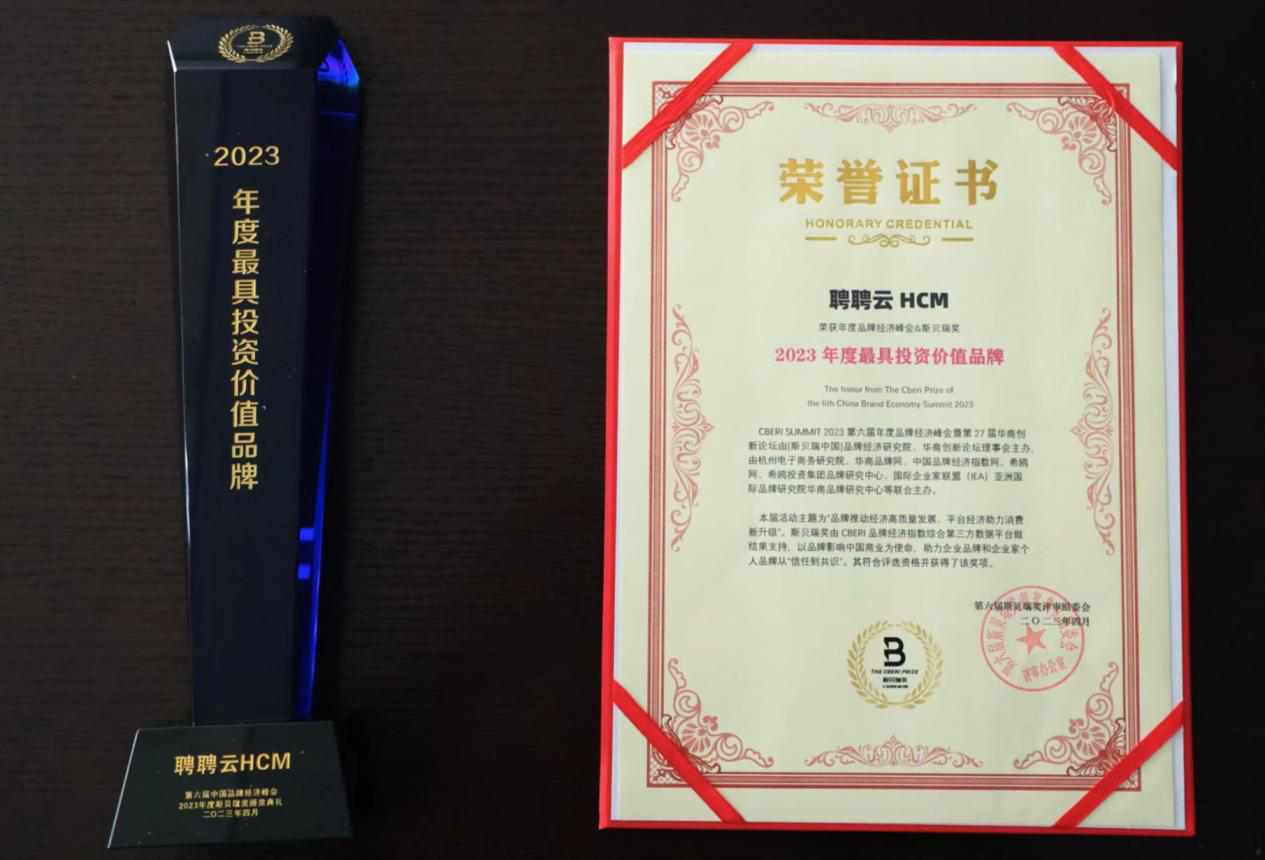 B
THE CBERI PRIZE
2023
年度最具投资价值品牌
聘聘云HCM
第六届中国品牌经济峰会
2023年度斯贝瑞奖颁奖典礼
二〇二三年四月
荣誉证书
HONORARY CREDENTIAL
聘聘云 HCM
荣获年度品牌经济峰会&斯贝瑞奖
2023 年度最具投资价值品牌
The honor from The Cberi Prize of
the 6th China Brand Economy Summit 2023
CBERI SUMMIT 2023 第六届年度品牌经济峰会暨第 27 届华商创
新论坛由[斯贝瑞中国]品牌经济研究院、华商创新论坛理事会主办,
由杭州电子商务研究院、华商品牌网、中国品牌经济指数网、希鸥
网、希鸥投资集团品牌研究中心、国际企业家联盟（IEA）亚洲国
际品牌研究院华商品牌研究中心等联合主办。
本届活动主题为“品牌推动经济高质量发展，平台经济助力消费
新升级”。斯贝瑞奖由 CBERI 品牌经济指数综合第三方数据平台做
结果支持，以品牌影响中国商业为使命，助力企业品牌和企业家个
人品牌从“信任到共识”。其符合评选资格并获得了该奖项。
第六届斯贝瑞奖评审组委会
二〇二三年四月
B
THE CBERI PRIZE
斯贝瑞奖